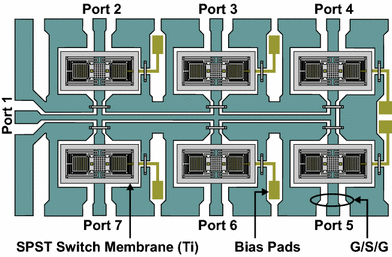 Port 2 Port 3 Port 4
Port 1
Port 7 Port 6 Port 5
SPST Switch Membrane (Ti) Bias Pads G/S/G